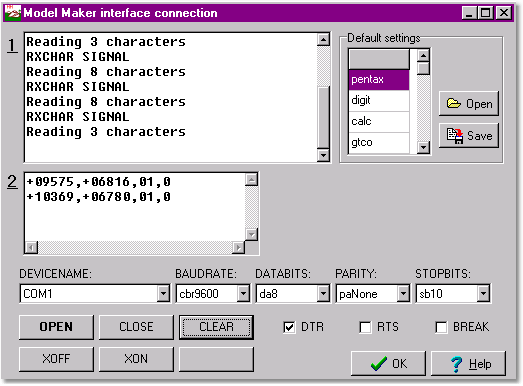 Model Maker interface connection
1
Reading 3 characters
RXCHAR SIGNAL
Reading 8 characters
RXCHAR SIGNAL
Reading 8 characters
RXCHAR SIGNAL
Reading 3 characters
Default settings
pentax
digit
calc
gtco
Open
Save
2
+09575,+06816,01,0
+10369,+06780,01,0
DEVICENAME: BAUDRATE: DATABITS: PARITY: STOPBITS:
COM1 cbr9600 da8 paNone sb10
OPEN CLOSE CLEAR DTR RTS BREAK
XOFF XON
OK Help